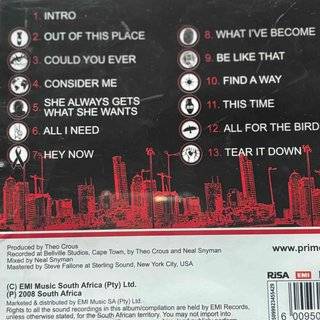 1. INTRO
2. OUT OF THIS PLACE
3. COULD YOU EVER
4. CONSIDER ME
5. SHE ALWAYS GETS
WHAT SHE WANTS
6. ALL I NEED
7. HEY NOW
8. WHAT I'VE BECOME
9. BE LIKE THAT
10. FIND A WAY
11. THIS TIME
12. ALL FOR THE BIRD
13. TEAR IT DOWN
Produced by Theo Crous
Recorded at Bellville Studios, Cape Town, by Theo Crous and Neal Snyman
Mixed by Neal Snyman
Mastered by Steve Fallone at Sterling Sound, New York City, USA
www.prim
(C) EMI Music South Africa (Pty) Ltd.
(P) 2008 South Africa
Marketed & distributed by EMI Music SA (Pty) Ltd.
Rights to all the sound recordings in this album/compilation are held by EMI Records,
unless otherwise stated, for the South African territory. You may not import into
RiSA
EMI
6 00950